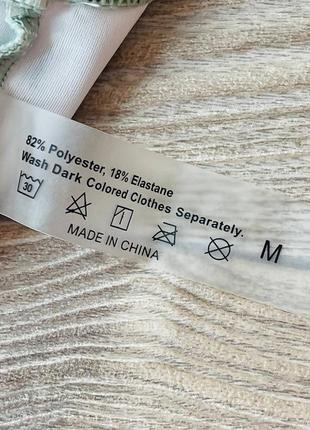 82% Polyester, 18% Elastane
Wash Dark Colored Clothes Separately.
30
M
MADE IN CHINA